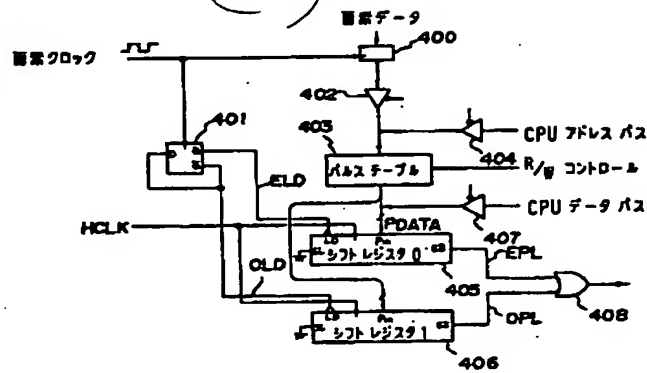 画素データ
400
画素クロック
402
401
403
CPU アドレス バス
404
パルス テーブル
R/W コントロール
ELD
CPU データ バス
PDATA
407
HCLK
LD
Pin
シフト レジスタ 0
EPL
OLD
405
408
LD
Pin
OPL
シフト レジスタ 1
406